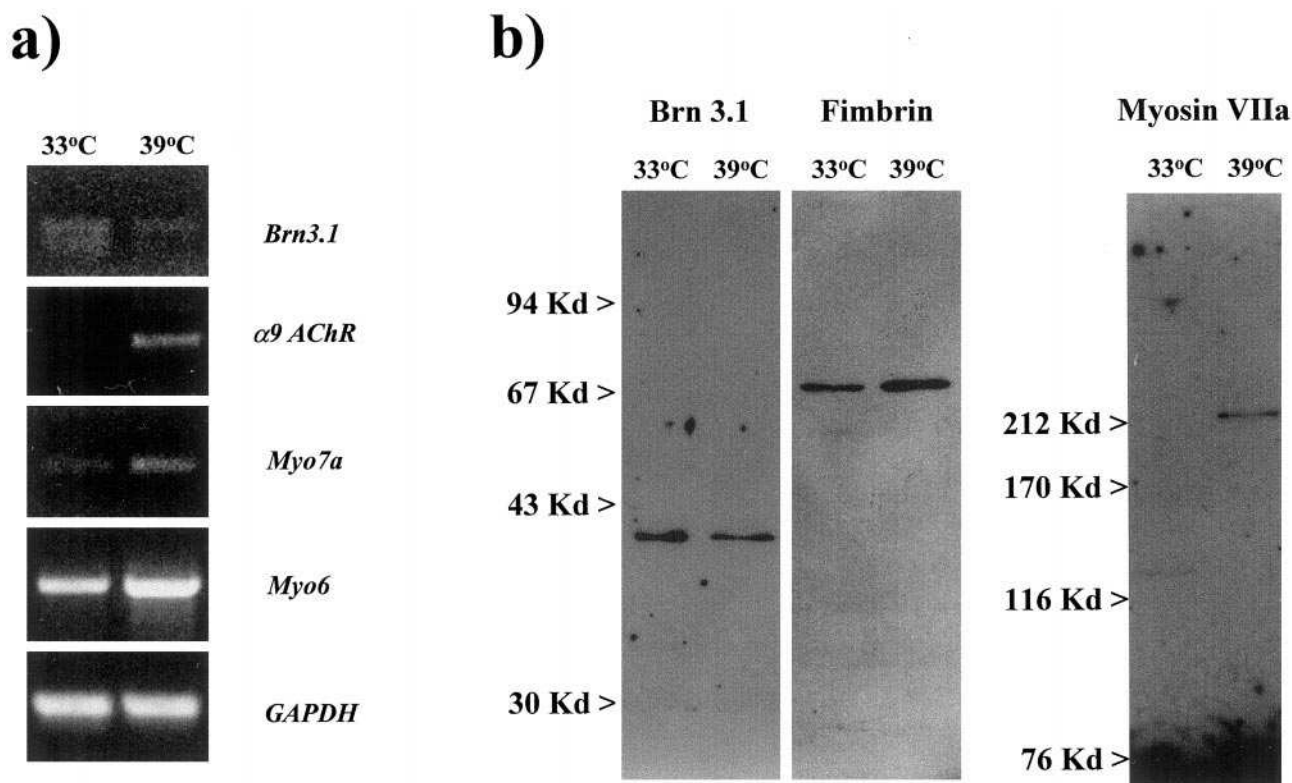 a)
33°C 39°C
Brn3.1
α9 AChR
Myo7a
Myo6
GAPDH
b)
Brn 3.1 Fimbrin Myosin VIIa
33°C 39°C 33°C 39°C 33°C 39°C
94 Kd >
67 Kd >
43 Kd >
30 Kd >
212 Kd >
170 Kd >
116 Kd >
76 Kd >